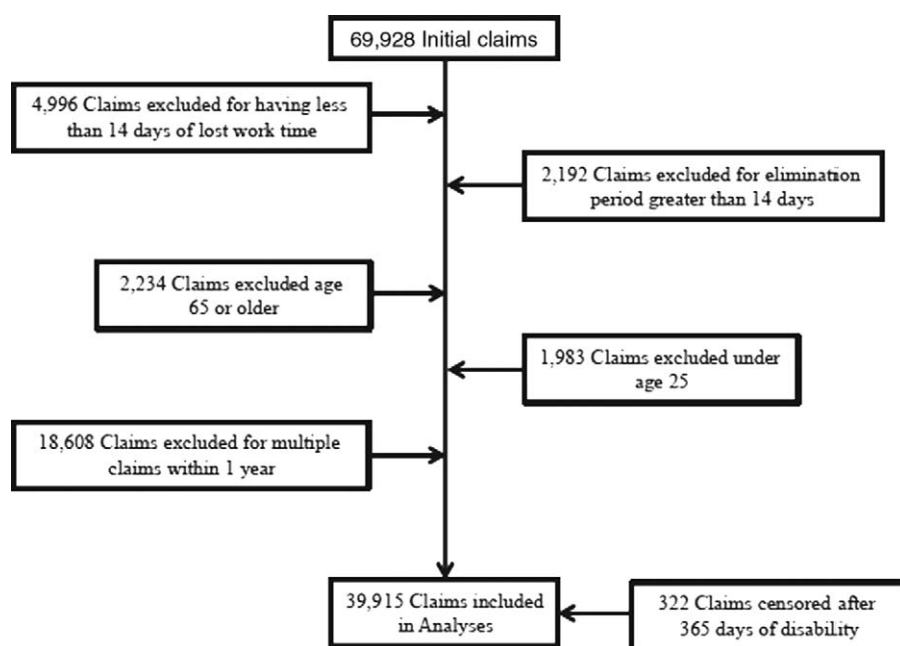 69,928 Initial claims
4,996 Claims excluded for having less
than 14 days of lost work time
2,192 Claims excluded for elimination
period greater than 14 days
2,234 Claims excluded age
65 or older
1,983 Claims excluded under
age 25
18,608 Claims excluded for multiple
claims within 1 year
39,915 Claims included
in Analyses
322 Claims censored after
365 days of disability